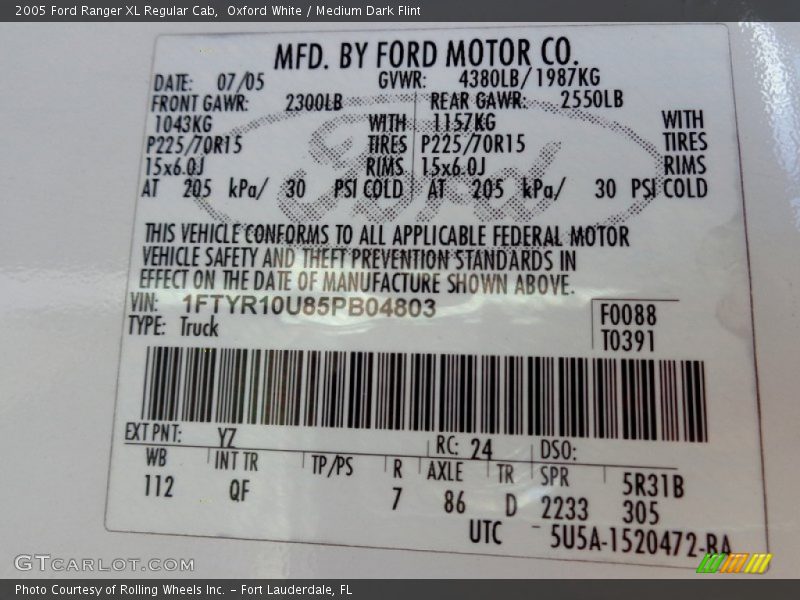 2005 Ford Ranger XL Regular Cab,  Oxford White / Medium Dark Flint
MFD. BY FORD MOTOR CO.
DATE: 07/05 GVWR: 4380LB/1987KG
FRONT GAWR: 2300LB REAR GAWR: 2550LB
1043KG WITH 1157KG WITH
P225/70R15 TIRES P225/70R15 TIRES
15x6.0J RIMS 15x6.0J RIMS
AT 205 kPa/ 30 PSI COLD AT 205 kPa/ 30 PSI COLD
Ford
THIS VEHICLE CONFORMS TO ALL APPLICABLE FEDERAL MOTOR
VEHICLE SAFETY AND THEFT PREVENTION STANDARDS IN
EFFECT ON THE DATE OF MANUFACTURE SHOWN ABOVE.
VIN: 1FTYR10U85PB04803 F0088
TYPE: Truck T0391
EXT PNT: YZ RC: 24 DSO:
WB INT TR TP/PS R AXLE TR SPR 5R31B
112 QF 7 86 D 2233 305
UTC 5U5A-1520472-BA
GTCARLOT.COM
Photo Courtesy of Rolling Wheels Inc. – Fort Lauderdale, FL